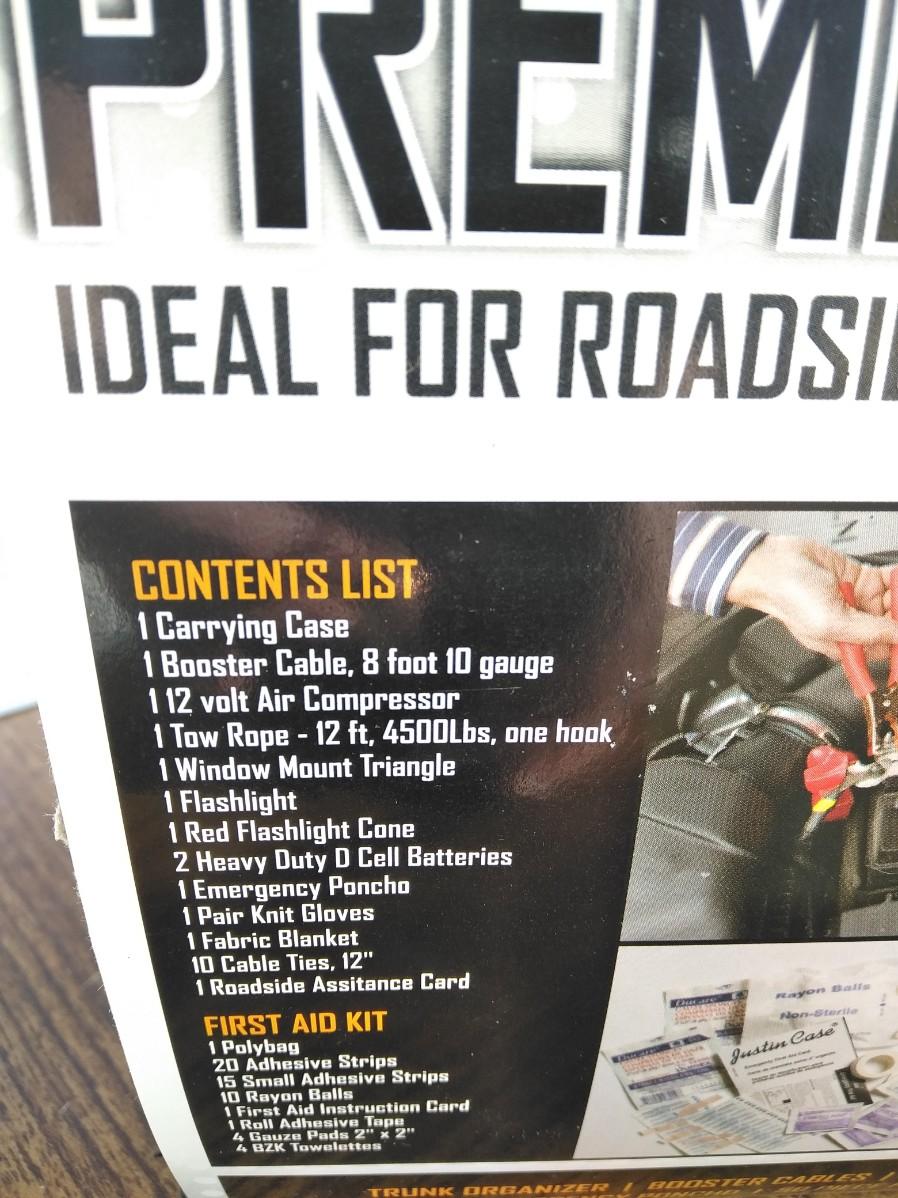 PREM
IDEAL FOR ROADSI
CONTENTS LIST
1 Carrying Case
1 Booster Cable, 8 foot 10 gauge
1 12 volt Air Compressor
1 Tow Rope - 12 ft, 4500Lbs, one hook
1 Window Mount Triangle
1 Flashlight
1 Red Flashlight Cone
2 Heavy Duty D Cell Batteries
1 Emergency Poncho
1 Pair Knit Gloves
1 Fabric Blanket
10 Cable Ties, 12"
1 Roadside Assitance Card
FIRST AID KIT
1 Polybag
20 Adhesive Strips
15 Small Adhesive Strips
10 Rayon Balls
1 First Aid Instruction Card
1 Roll Adhesive Tape
4 Gauze Pads 2" x 2"
4 BZK Towelettes
Rayon Balls
Non-Sterile
Justin Case
Emergency First Aid Card
TRUNK ORGANIZER | BOOSTER CABLES |